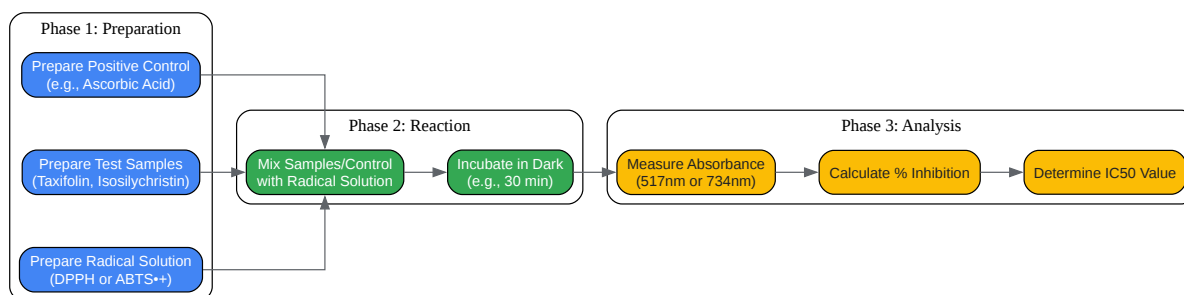 Phase 1: Preparation
Prepare Positive Control
(e.g., Ascorbic Acid)
Prepare Test Samples
(Taxifolin, Isosilychristin)
Prepare Radical Solution
(DPPH or ABTS•+)
Phase 2: Reaction
Mix Samples/Control
with Radical Solution
Incubate in Dark
(e.g., 30 min)
Phase 3: Analysis
Measure Absorbance
(517nm or 734nm)
Calculate % Inhibition
Determine IC50 Value